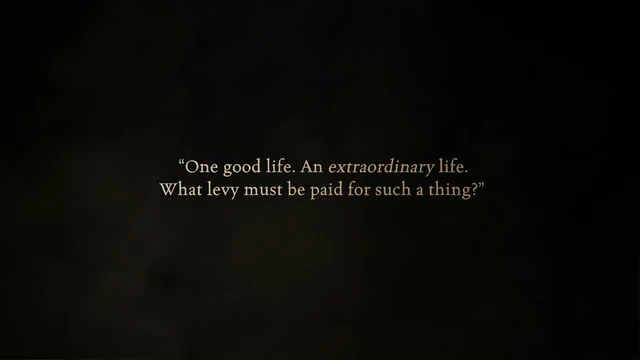 “One good life. An extraordinary life.
What levy must be paid for such a thing?”